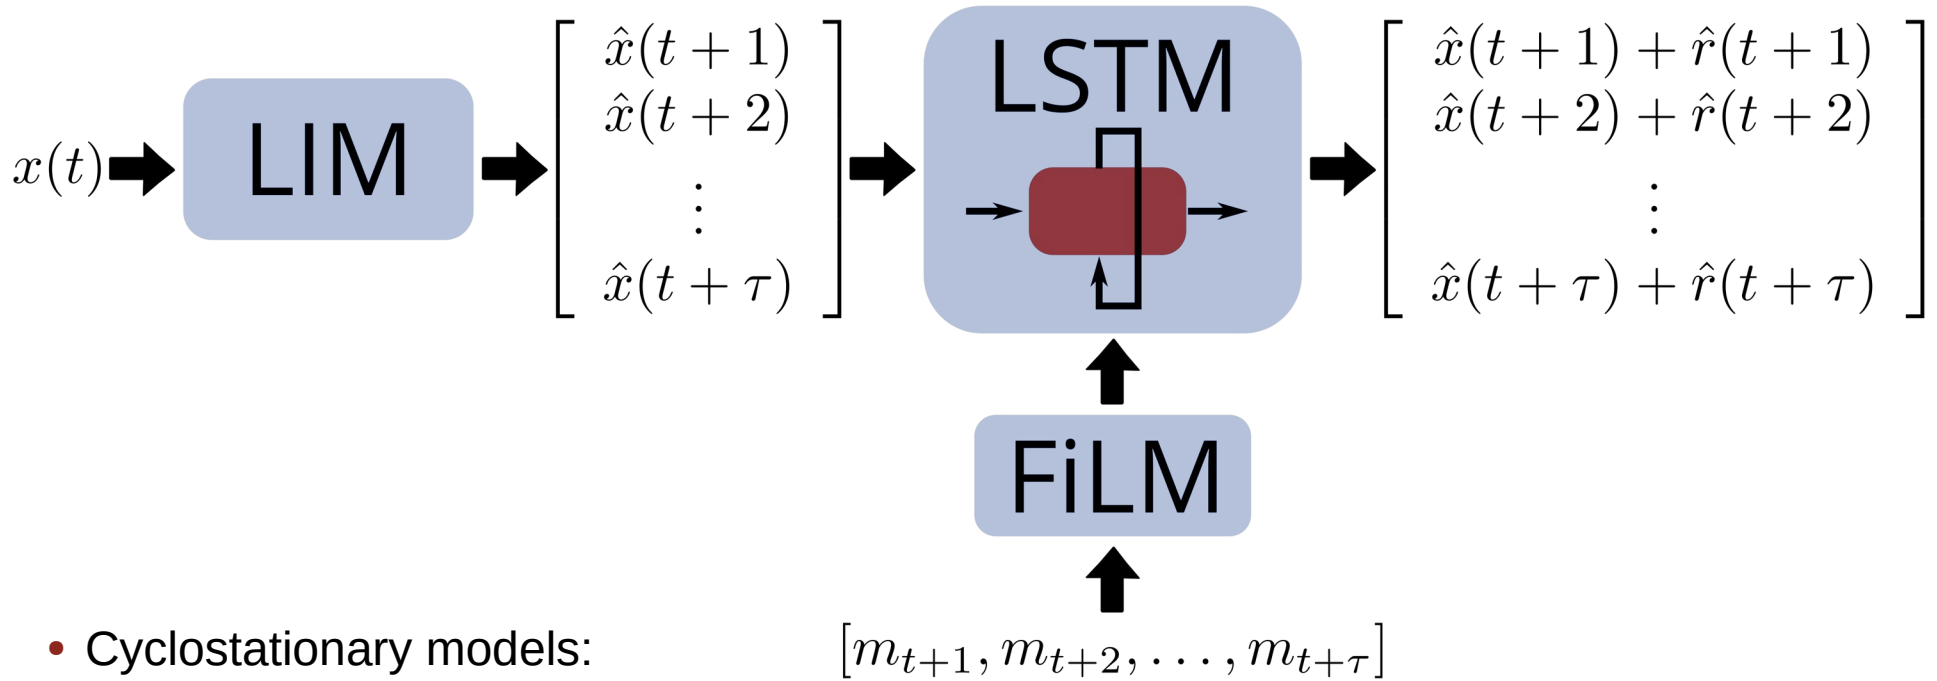 x(t)
LIM
x̂(t + 1)
x̂(t + 2)
⋮
x̂(t + τ)
LSTM
x̂(t + 1) + r̂(t + 1)
x̂(t + 2) + r̂(t + 2)
⋮
x̂(t + τ) + r̂(t + τ)
FiLM
• Cyclostationary models:
[m_{t+1}, m_{t+2}, . . . , m_{t+τ}]